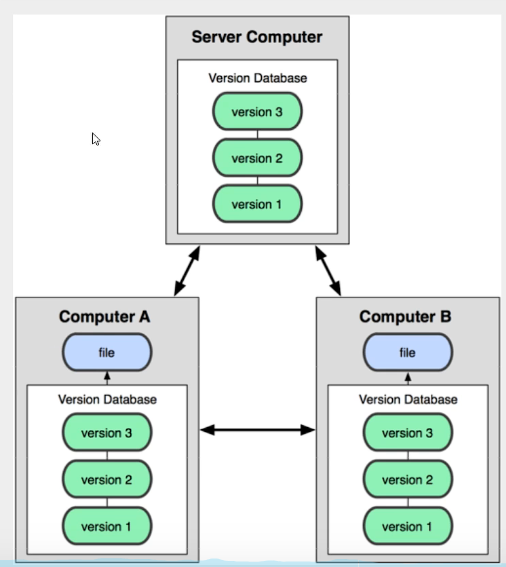 Server Computer
Version Database
version 3
version 2
version 1
Computer A
file
Version Database
version 3
version 2
version 1
Computer B
file
Version Database
version 3
version 2
version 1